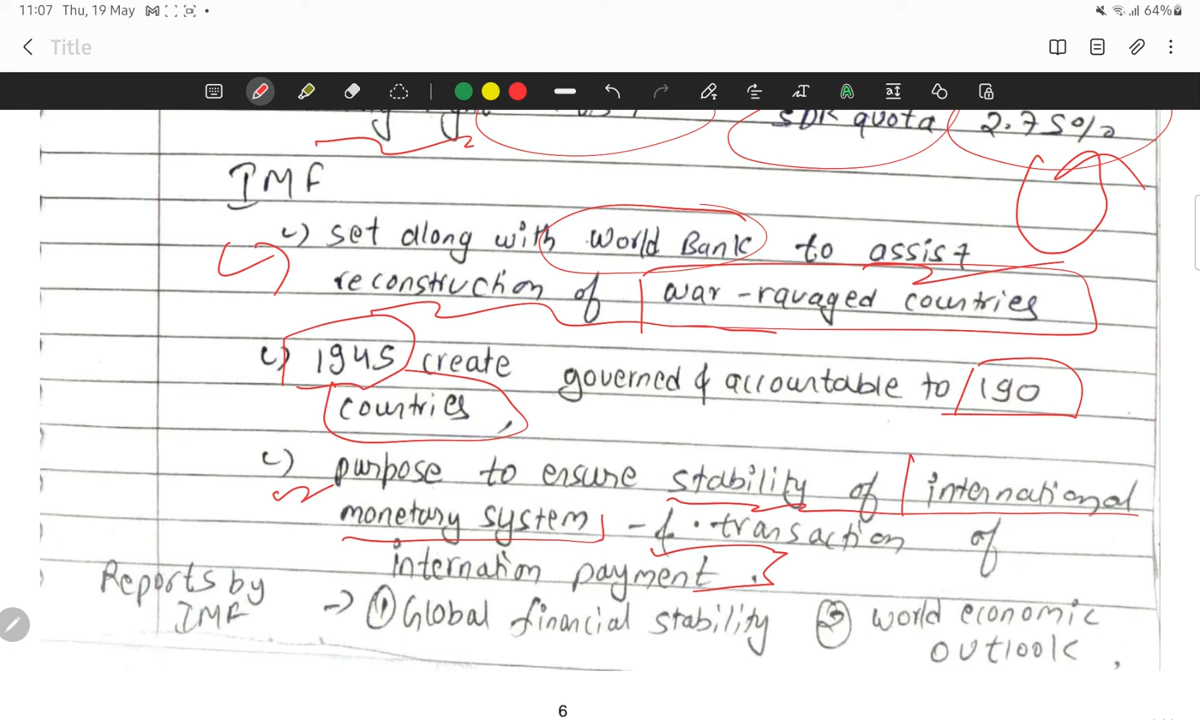 11:07 Thu, 19 May
64%
Title
SDR quota 2.75%
IMF
set along with World Bank to assist
reconstruction of war-ravaged countries
1945 create governed & accountable to 190
countries,
purpose to ensure stability of international
monetary system - & transaction of
internation payment.
Reports by
IMF
→ ① Global financial stability ② world economic
outlook,
6